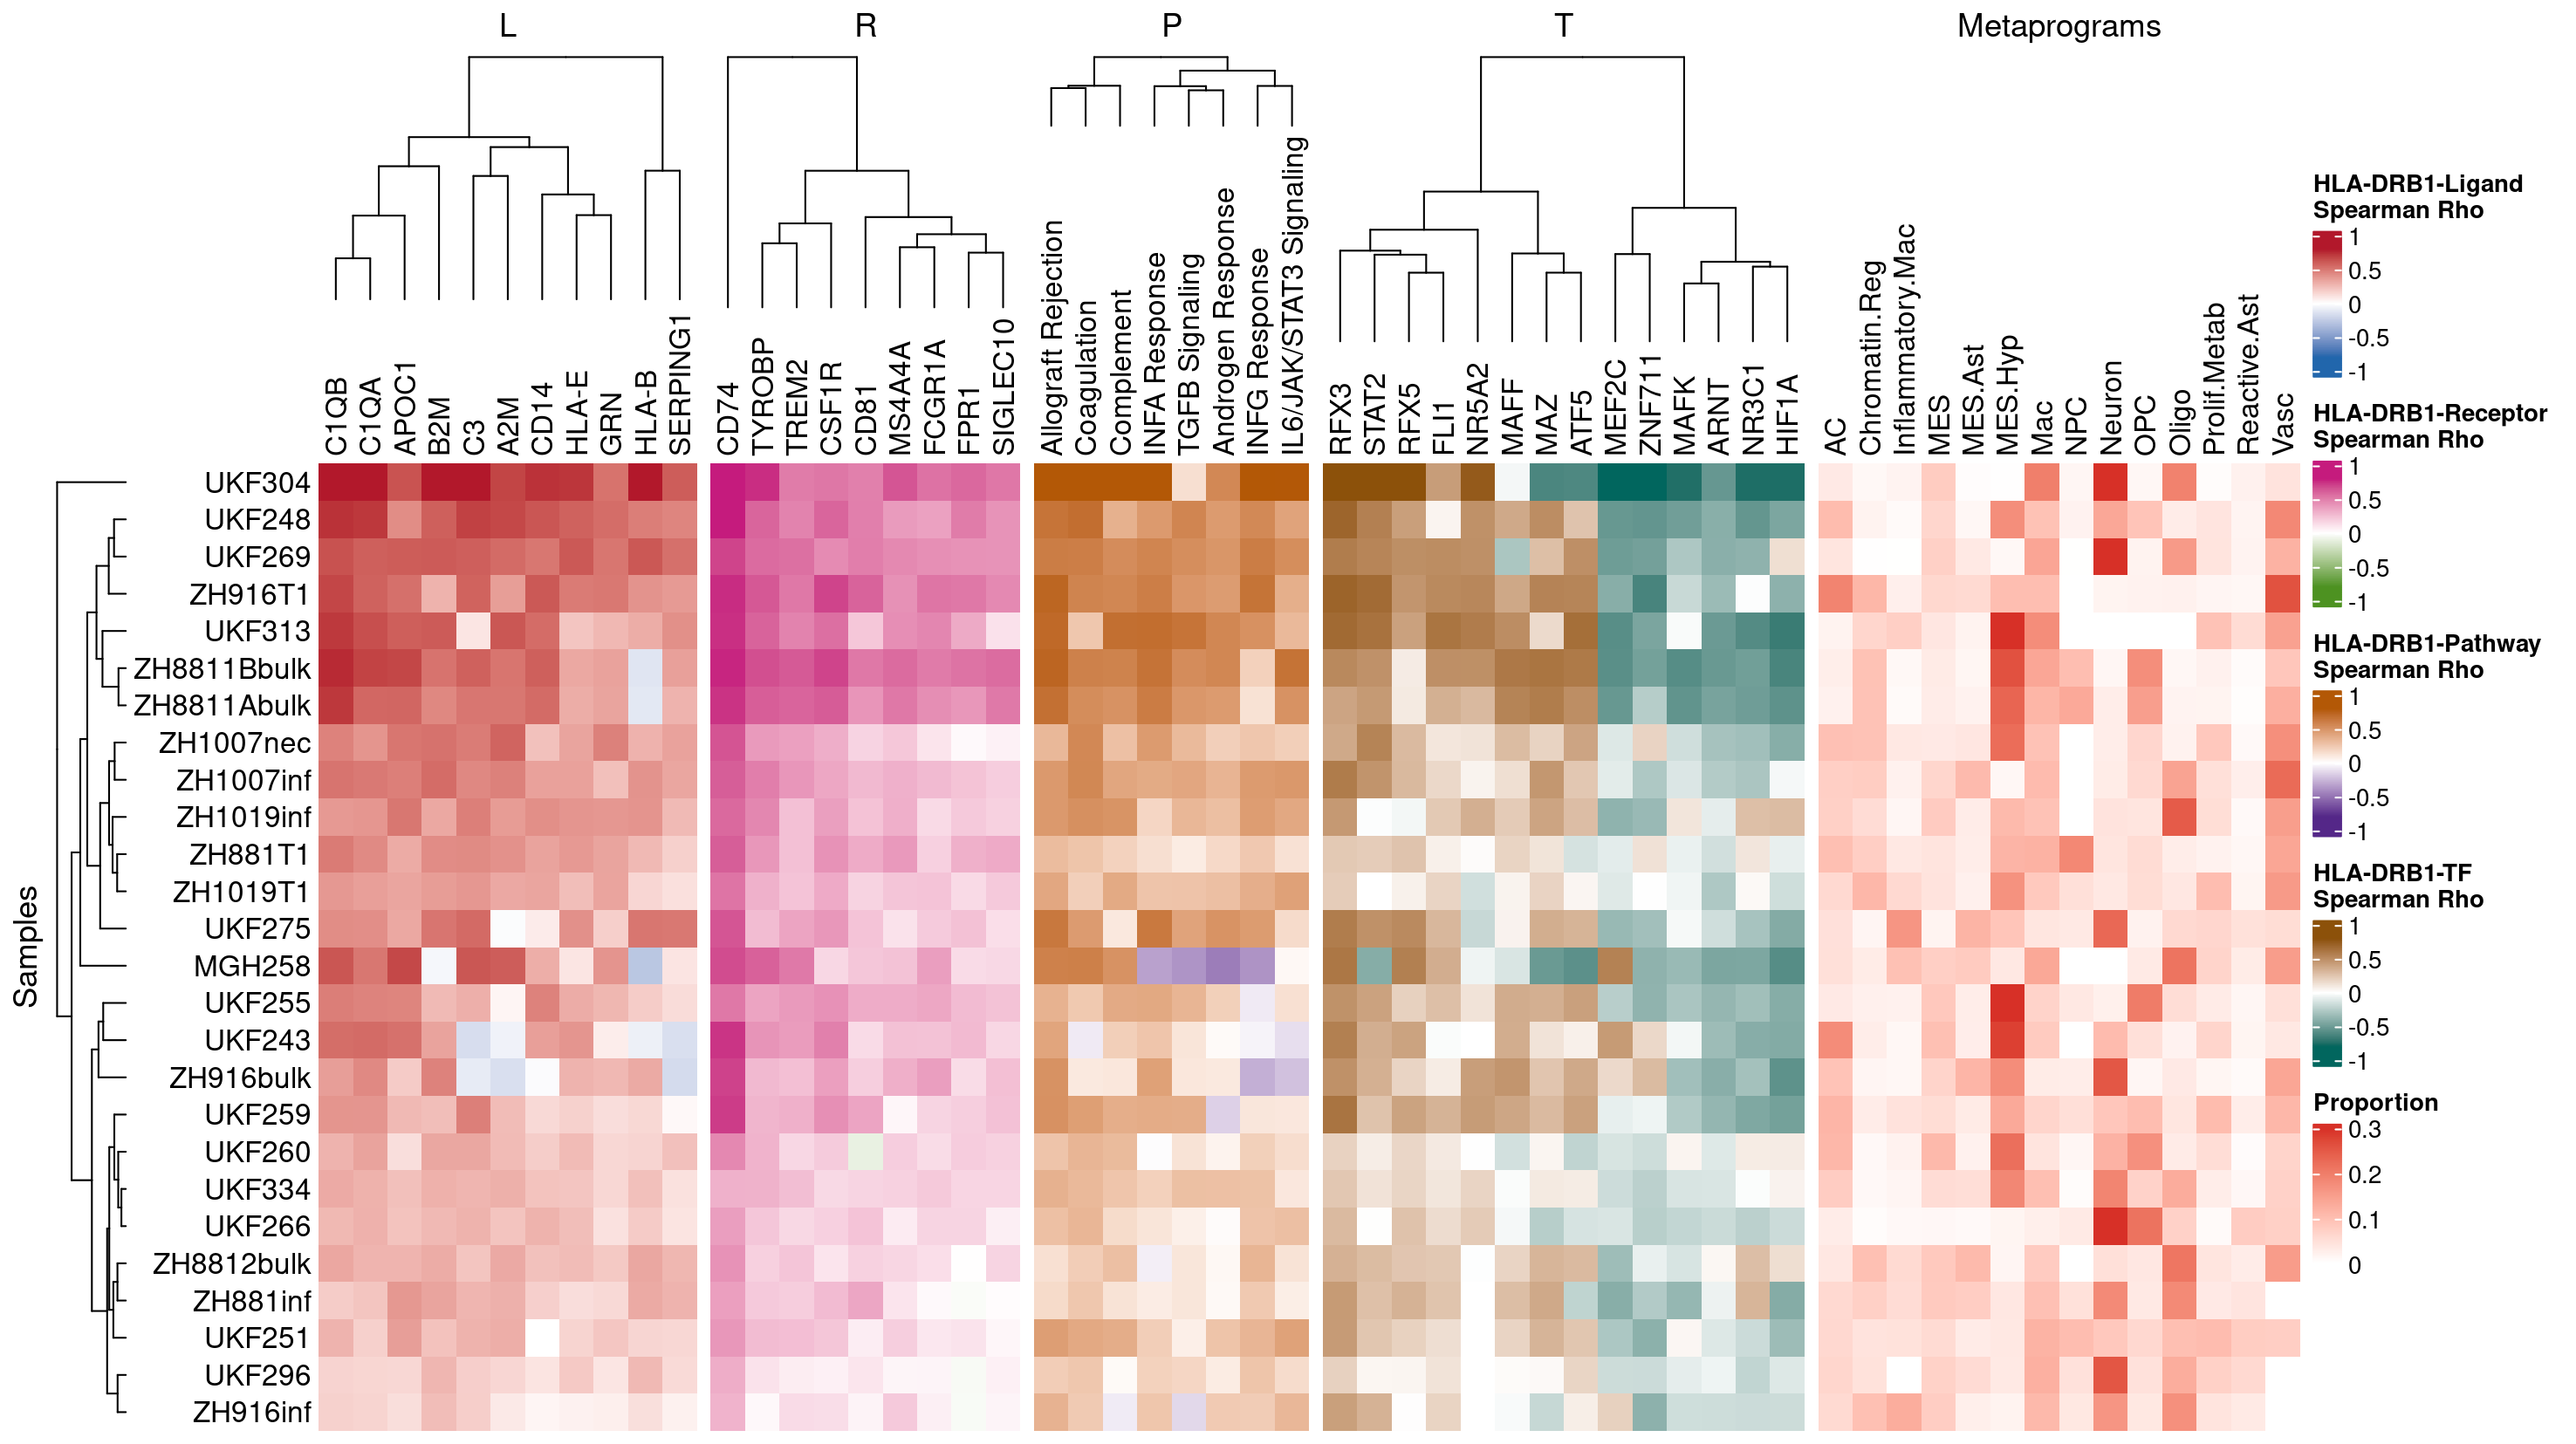 L
R
P
T
Metaprograms
C1QB
C1QA
APOC1
B2M
C3
A2M
CD14
HLA-E
GRN
HLA-B
SERPING1
CD74
TYROBP
TREM2
CSF1R
CD81
MS4A4A
FCGR1A
FPR1
SIGLEC10
Allograft Rejection
Coagulation
Complement
INFA Response
TGFB Signaling
Androgen Response
INFG Response
IL6/JAK/STAT3 Signaling
RFX3
STAT2
RFX5
FLI1
NR5A2
MAFF
MAZ
ATF5
MEF2C
ZNF711
MAFK
ARNT
NR3C1
HIF1A
AC
Chromatin.Reg
Inflammatory.Mac
MES
MES.Ast
MES.Hyp
Mac
NPC
Neuron
OPC
Oligo
Prolif.Metab
Reactive.Ast
Vasc
Samples
UKF304
UKF248
UKF269
ZH916T1
UKF313
ZH8811Bbulk
ZH8811Abulk
ZH1007nec
ZH1007inf
ZH1019inf
ZH881T1
ZH1019T1
UKF275
MGH258
UKF255
UKF243
ZH916bulk
UKF259
UKF260
UKF334
UKF266
ZH8812bulk
ZH881inf
UKF251
UKF296
ZH916inf
HLA-DRB1-Ligand
Spearman Rho
1
0.5
0
-0.5
-1
HLA-DRB1-Receptor
Spearman Rho
1
0.5
0
-0.5
-1
HLA-DRB1-Pathway
Spearman Rho
1
0.5
0
-0.5
-1
HLA-DRB1-TF
Spearman Rho
1
0.5
0
-0.5
-1
Proportion
0.3
0.2
0.1
0